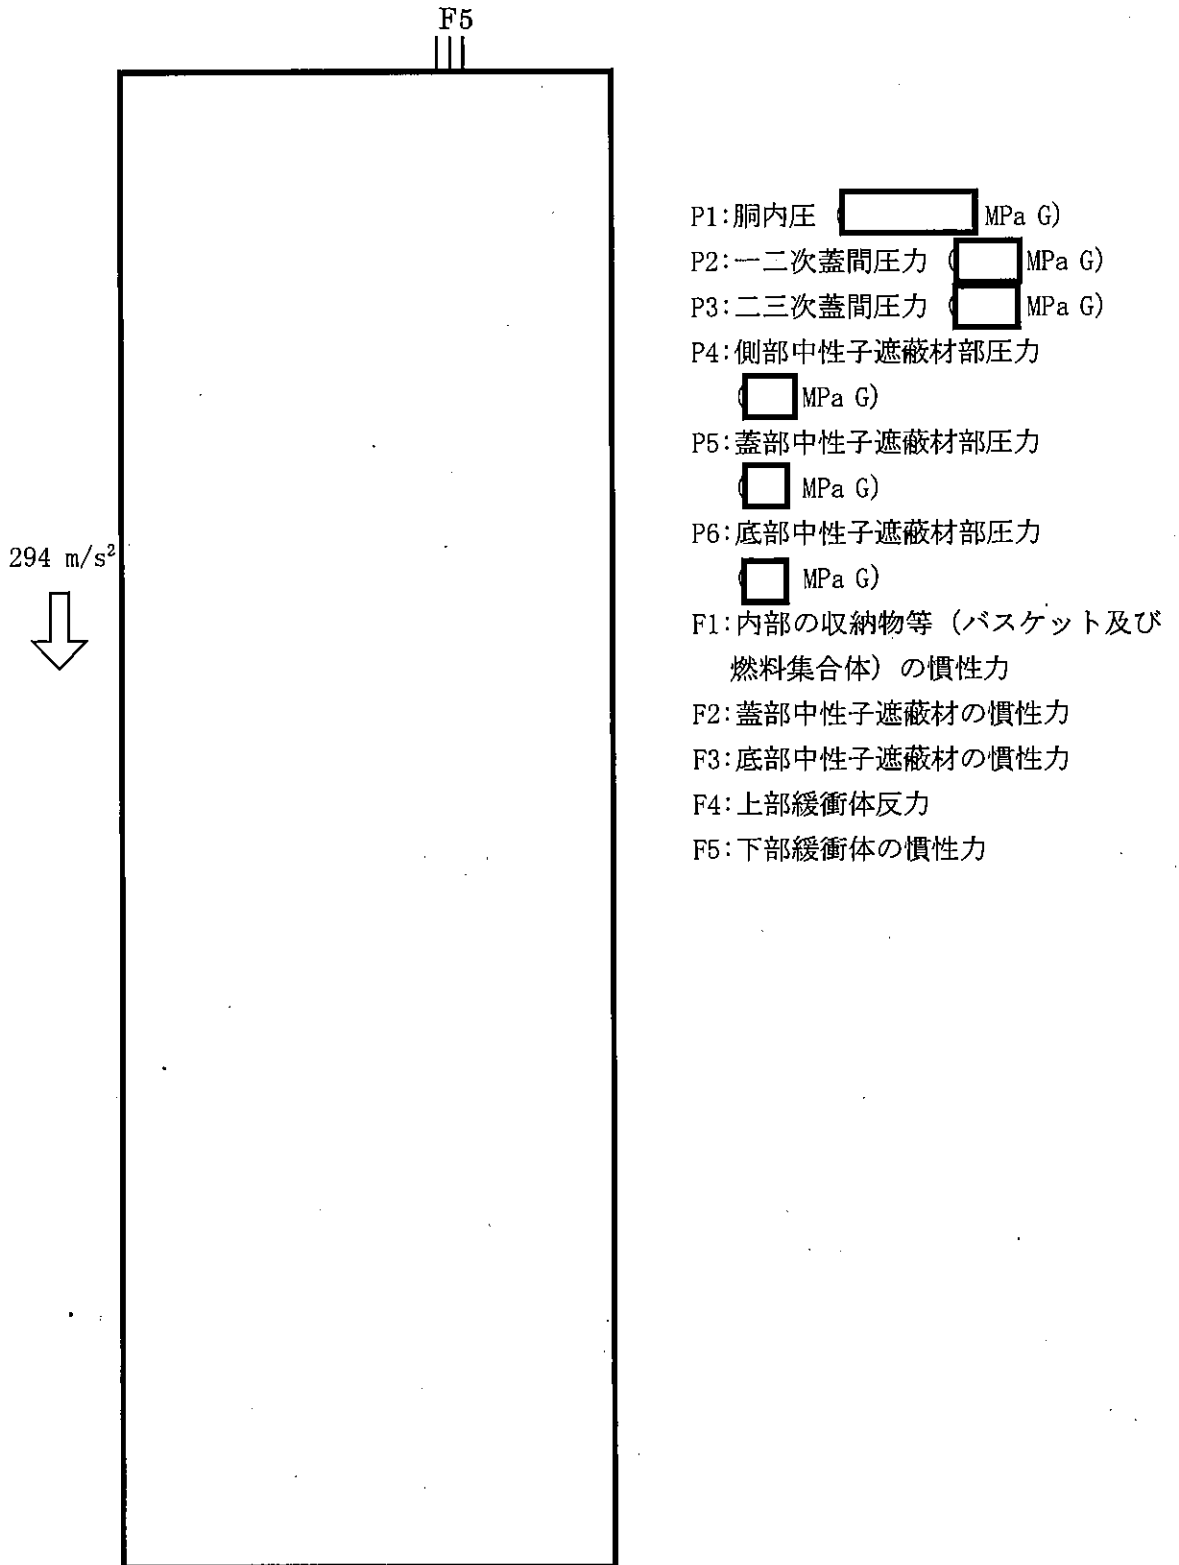 F5
294 m/s²
P1:胴内圧 ( MPa G)
P2:一二次蓋間圧力 ( MPa G)
P3:二三次蓋間圧力 ( MPa G)
P4:側部中性子遮蔽材部圧力
( MPa G)
P5:蓋部中性子遮蔽材部圧力
( MPa G)
P6:底部中性子遮蔽材部圧力
( MPa G)
F1:内部の収納物等（バスケット及び
燃料集合体）の慣性力
F2:蓋部中性子遮蔽材の慣性力
F3:底部中性子遮蔽材の慣性力
F4:上部緩衝体反力
F5:下部緩衝体の慣性力